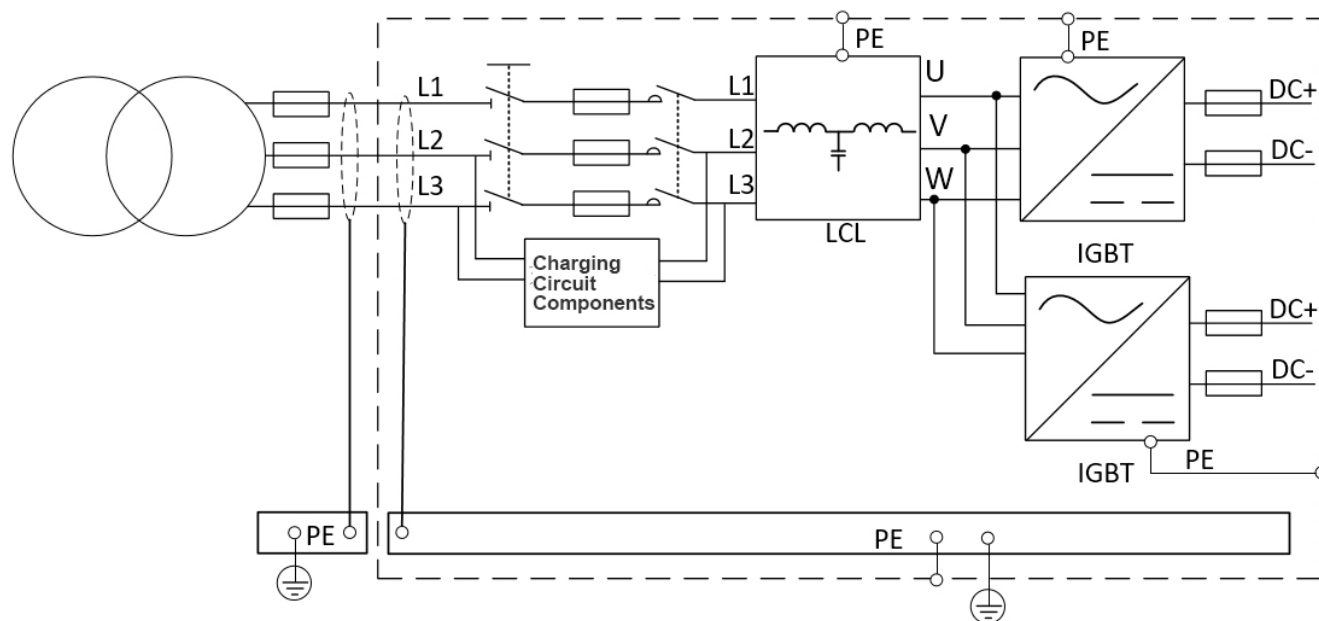 PE
PE
L1
L1
U
DC+
L2
L2
V
DC-
L3
L3
W
LCL
IGBT
Charging
Circuit
Components
DC+
DC-
IGBT
PE
PE
PE